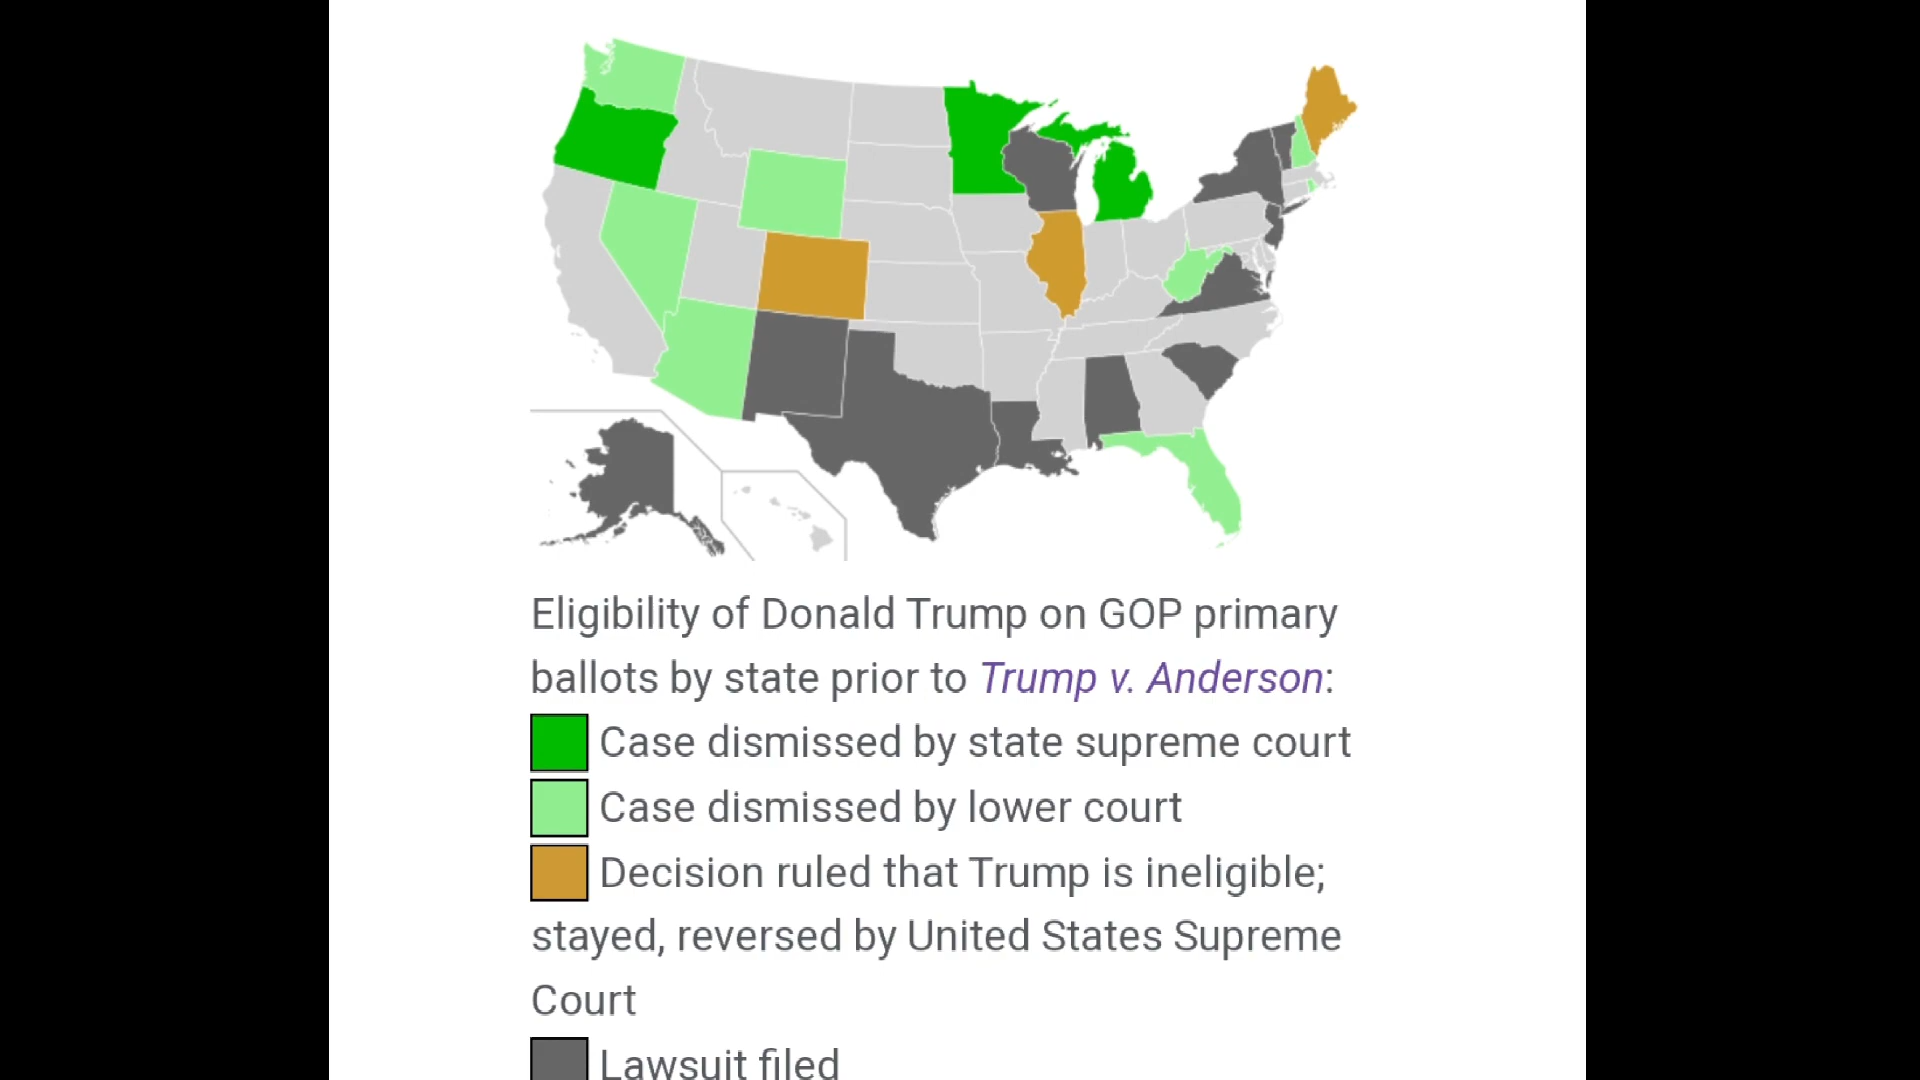 Eligibility of Donald Trump on GOP primary
ballots by state prior to Trump v. Anderson:
Case dismissed by state supreme court
Case dismissed by lower court
Decision ruled that Trump is ineligible;
stayed, reversed by United States Supreme
Court
Lawsuit filed